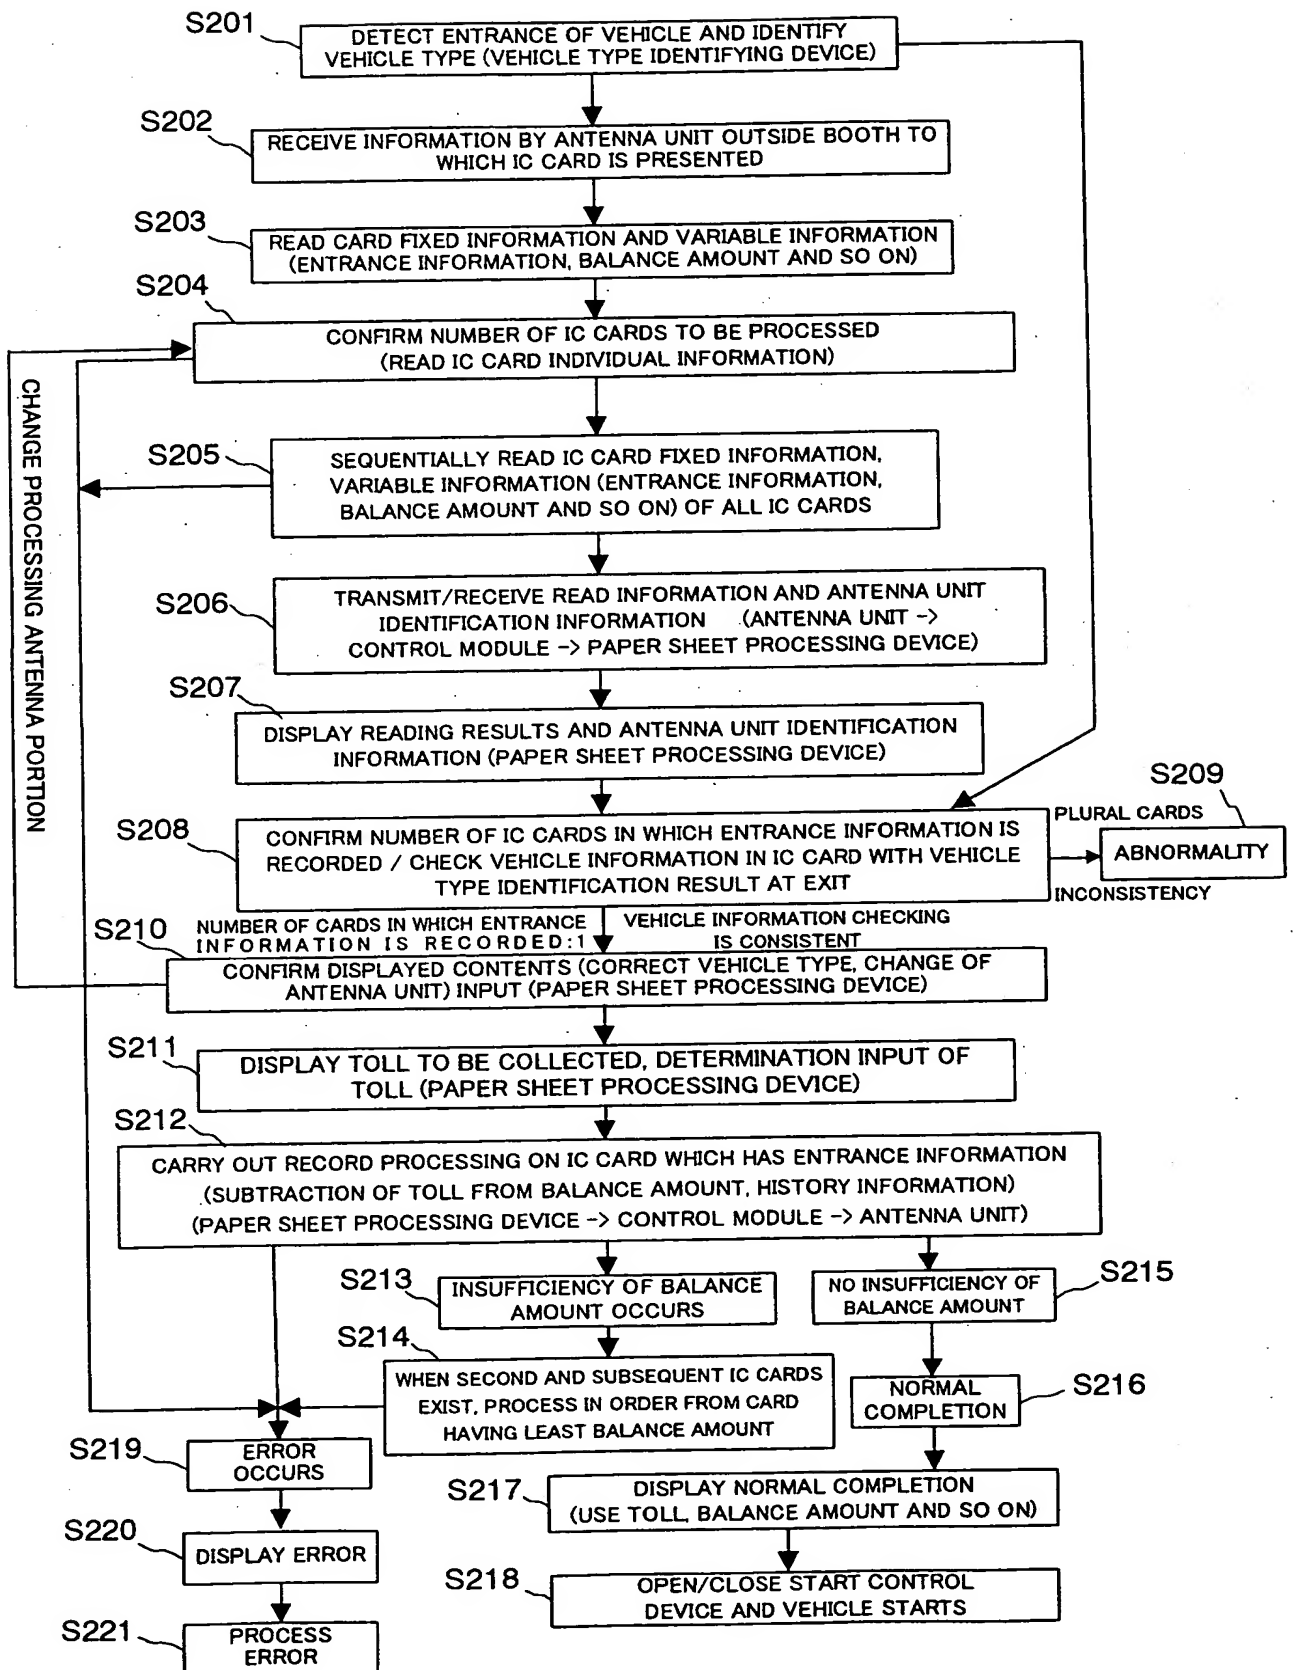 S201
DETECT ENTRANCE OF VEHICLE AND IDENTIFY
VEHICLE TYPE (VEHICLE TYPE IDENTIFYING DEVICE)
S202
RECEIVE INFORMATION BY ANTENNA UNIT OUTSIDE BOOTH TO
WHICH IC CARD IS PRESENTED
S203
READ CARD FIXED INFORMATION AND VARIABLE INFORMATION
(ENTRANCE INFORMATION, BALANCE AMOUNT AND SO ON)
S204
CONFIRM NUMBER OF IC CARDS TO BE PROCESSED
(READ IC CARD INDIVIDUAL INFORMATION)
CHANGE PROCESSING ANTENNA PORTION
S205
SEQUENTIALLY READ IC CARD FIXED INFORMATION,
VARIABLE INFORMATION (ENTRANCE INFORMATION,
BALANCE AMOUNT AND SO ON) OF ALL IC CARDS
S206
TRANSMIT/RECEIVE READ INFORMATION AND ANTENNA UNIT
IDENTIFICATION INFORMATION (ANTENNA UNIT ->
CONTROL MODULE -> PAPER SHEET PROCESSING DEVICE)
S207
DISPLAY READING RESULTS AND ANTENNA UNIT IDENTIFICATION
INFORMATION (PAPER SHEET PROCESSING DEVICE)
S208
CONFIRM NUMBER OF IC CARDS IN WHICH ENTRANCE INFORMATION IS
RECORDED / CHECK VEHICLE INFORMATION IN IC CARD WITH VEHICLE
TYPE IDENTIFICATION RESULT AT EXIT
PLURAL CARDS
INCONSISTENCY
S209
ABNORMALITY
NUMBER OF CARDS IN WHICH ENTRANCE
INFORMATION IS RECORDED:1
VEHICLE INFORMATION CHECKING
IS CONSISTENT
S210
CONFIRM DISPLAYED CONTENTS (CORRECT VEHICLE TYPE, CHANGE OF
ANTENNA UNIT) INPUT (PAPER SHEET PROCESSING DEVICE)
S211
DISPLAY TOLL TO BE COLLECTED, DETERMINATION INPUT OF
TOLL (PAPER SHEET PROCESSING DEVICE)
S212
CARRY OUT RECORD PROCESSING ON IC CARD WHICH HAS ENTRANCE INFORMATION
(SUBTRACTION OF TOLL FROM BALANCE AMOUNT, HISTORY INFORMATION)
(PAPER SHEET PROCESSING DEVICE -> CONTROL MODULE -> ANTENNA UNIT)
S213
INSUFFICIENCY OF BALANCE
AMOUNT OCCURS
S215
NO INSUFFICIENCY OF
BALANCE AMOUNT
S214
WHEN SECOND AND SUBSEQUENT IC CARDS
EXIST, PROCESS IN ORDER FROM CARD
HAVING LEAST BALANCE AMOUNT
S216
NORMAL
COMPLETION
S219
ERROR
OCCURS
S217
DISPLAY NORMAL COMPLETION
(USE TOLL, BALANCE AMOUNT AND SO ON)
S220
DISPLAY ERROR
S218
OPEN/CLOSE START CONTROL
DEVICE AND VEHICLE STARTS
S221
PROCESS
ERROR